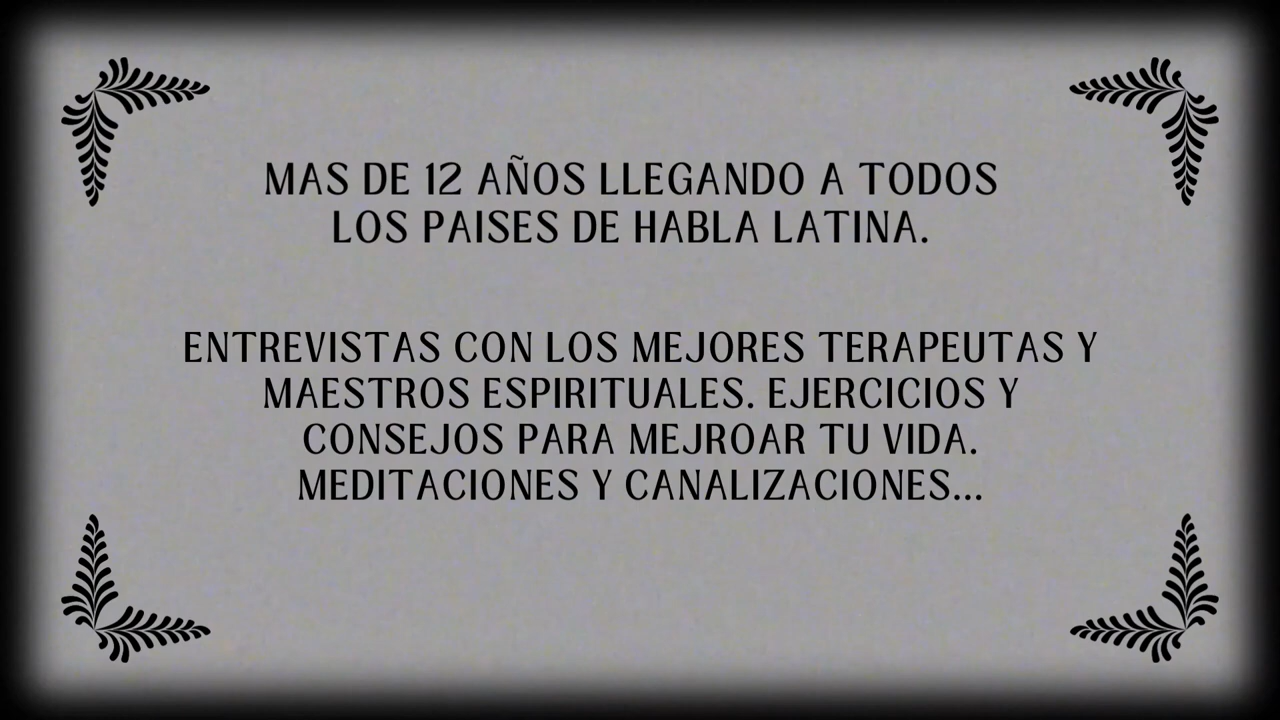 MAS DE 12 AÑOS LLEGANDO A TODOS
LOS PAISES DE HABLA LATINA.
ENTREVISTAS CON LOS MEJORES TERAPEUTAS Y
MAESTROS ESPIRITUALES. EJERCICIOS Y
CONSEJOS PARA MEJROAR TU VIDA.
MEDITACIONES Y CANALIZACIONES...